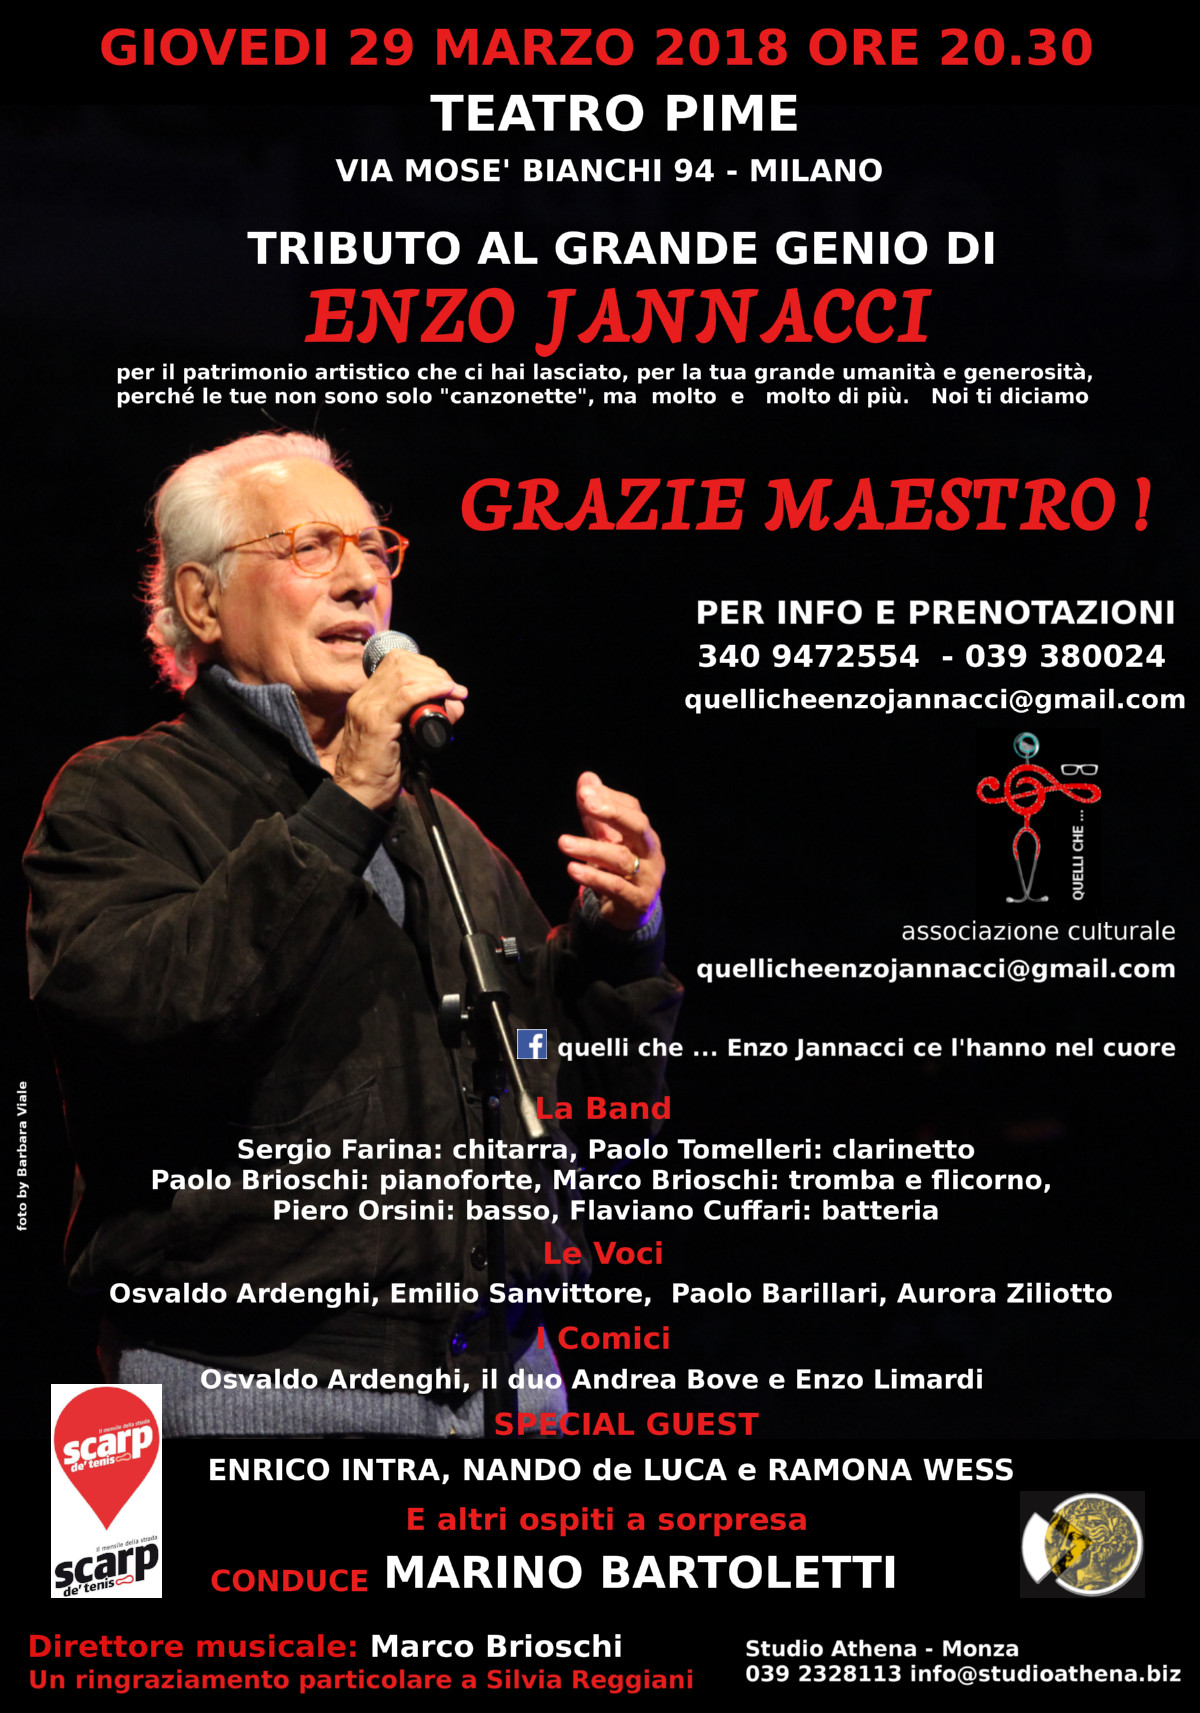 GIOVEDI 29 MARZO 2018 ORE 20.30
TEATRO PIME
VIA MOSE' BIANCHI 94 - MILANO
TRIBUTO AL GRANDE GENIO DI
ENZO JANNACCI
per il patrimonio artistico che ci hai lasciato, per la tua grande umanità e generosità,
perché le tue non sono solo "canzonette", ma molto e molto di più. Noi ti diciamo
GRAZIE MAESTRO !
PER INFO E PRENOTAZIONI
340 9472554 - 039 380024
quellicheenzojannacci@gmail.com
QUELLI CHE ...
associazione culturale
quellicheenzojannacci@gmail.com
f quelli che ... Enzo Jannacci ce l'hanno nel cuore
foto by Barbara Viale
La Band
Sergio Farina: chitarra, Paolo Tomelleri: clarinetto
Paolo Brioschi: pianoforte, Marco Brioschi: tromba e flicorno,
Piero Orsini: basso, Flaviano Cuffari: batteria
Le Voci
Osvaldo Ardenghi, Emilio Sanvittore, Paolo Barillari, Aurora Ziliotto
I Comici
Osvaldo Ardenghi, il duo Andrea Bove e Enzo Limardi
SPECIAL GUEST
ENRICO INTRA, NANDO de LUCA e RAMONA WESS
E altri ospiti a sorpresa
CONDUCE MARINO BARTOLETTI
il mensile della strada
scarp
de' tenis
il mensile della strada
scarp
de' tenis
Direttore musicale: Marco Brioschi
Un ringraziamento particolare a Silvia Reggiani
Studio Athena - Monza
039 2328113 info@studioathena.biz